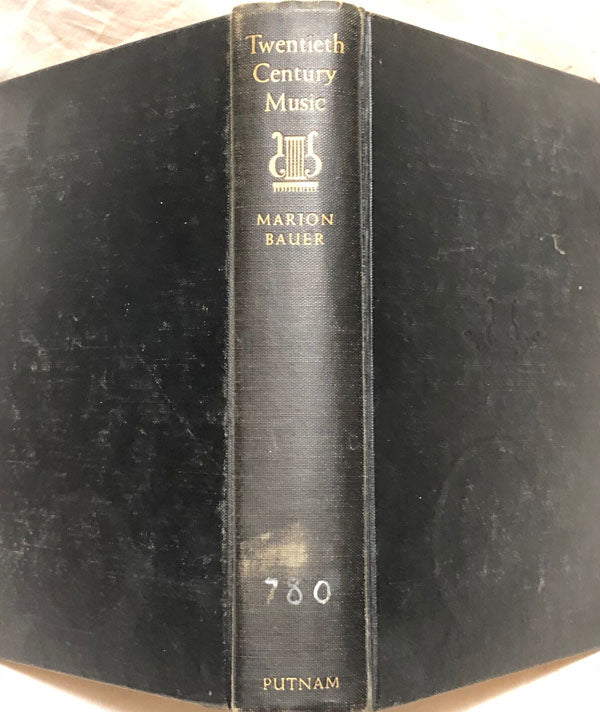 Twentieth
Century
Music
MARION
BAUER
780
PUTNAM